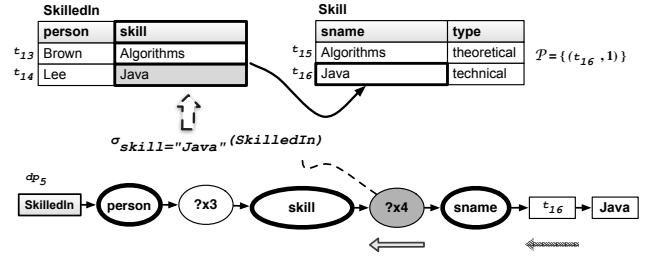 SkilledIn
person skill
t13 Brown Algorithms
t14 Lee Java
Skill
sname type
t15 Algorithms theoretical
t16 Java technical
𝒫 = { (t16 , 1) }
σskill="Java"(SkilledIn)
dp5
SkilledIn person ?x3 skill ?x4 sname t16 Java